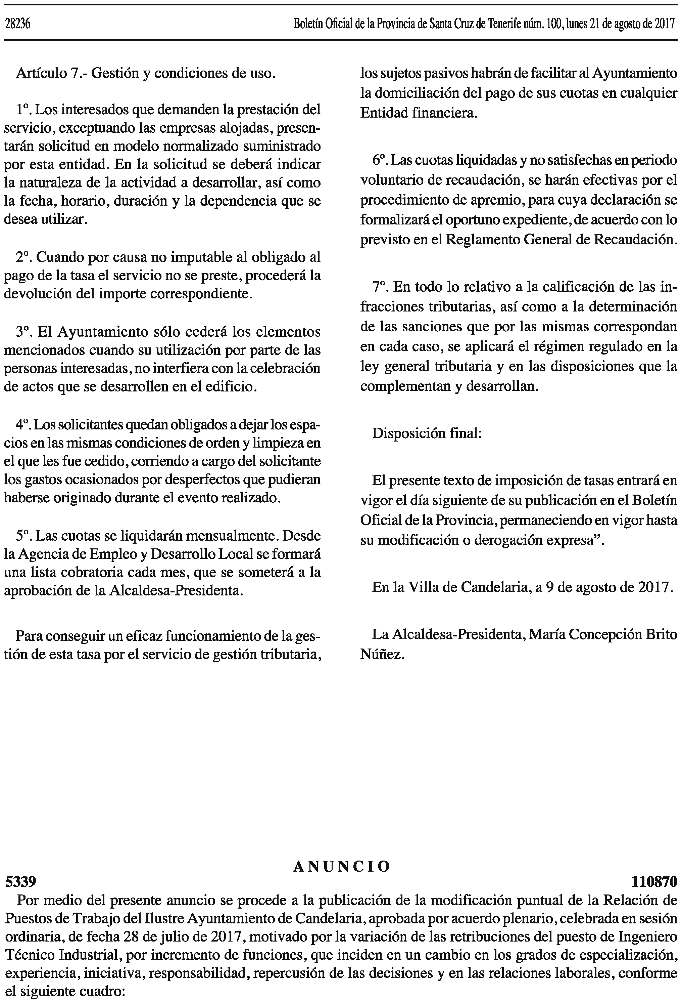 28236
Boletín Oficial de la Provincia de Santa Cruz de Tenerife núm. 100, lunes 21 de agosto de 2017
Artículo 7.- Gestión y condiciones de uso.
1º. Los interesados que demanden la prestación del
servicio, exceptuando las empresas alojadas, presen-
tarán solicitud en modelo normalizado suministrado
por esta entidad. En la solicitud se deberá indicar
la naturaleza de la actividad a desarrollar, así como
la fecha, horario, duración y la dependencia que se
desea utilizar.
2º. Cuando por causa no imputable al obligado al
pago de la tasa el servicio no se preste, procederá la
devolución del importe correspondiente.
3º. El Ayuntamiento sólo cederá los elementos
mencionados cuando su utilización por parte de las
personas interesadas, no interfiera con la celebración
de actos que se desarrollen en el edificio.
4º. Los solicitantes quedan obligados a dejar los espa-
cios en las mismas condiciones de orden y limpieza en
el que les fue cedido, corriendo a cargo del solicitante
los gastos ocasionados por desperfectos que pudieran
haberse originado durante el evento realizado.
5º. Las cuotas se liquidarán mensualmente. Desde
la Agencia de Empleo y Desarrollo Local se formará
una lista cobratoria cada mes, que se someterá a la
aprobación de la Alcaldesa-Presidenta.
Para conseguir un eficaz funcionamiento de la ges-
tión de esta tasa por el servicio de gestión tributaria,
los sujetos pasivos habrán de facilitar al Ayuntamiento
la domiciliación del pago de sus cuotas en cualquier
Entidad financiera.
6º. Las cuotas liquidadas y no satisfechas en periodo
voluntario de recaudación, se harán efectivas por el
procedimiento de apremio, para cuya declaración se
formalizará el oportuno expediente, de acuerdo con lo
previsto en el Reglamento General de Recaudación.
7º. En todo lo relativo a la calificación de las in-
fracciones tributarias, así como a la determinación
de las sanciones que por las mismas correspondan
en cada caso, se aplicará el régimen regulado en la
ley general tributaria y en las disposiciones que la
complementan y desarrollan.
Disposición final:
El presente texto de imposición de tasas entrará en
vigor el día siguiente de su publicación en el Boletín
Oficial de la Provincia, permaneciendo en vigor hasta
su modificación o derogación expresa”.
En la Villa de Candelaria, a 9 de agosto de 2017.
La Alcaldesa-Presidenta, María Concepción Brito
Núñez.
A N U N C I O
5339
110870
Por medio del presente anuncio se procede a la publicación de la modificación puntual de la Relación de
Puestos de Trabajo del Ilustre Ayuntamiento de Candelaria, aprobada por acuerdo plenario, celebrada en sesión
ordinaria, de fecha 28 de julio de 2017, motivado por la variación de las retribuciones del puesto de Ingeniero
Técnico Industrial, por incremento de funciones, que inciden en un cambio en los grados de especialización,
experiencia, iniciativa, responsabilidad, repercusión de las decisiones y en las relaciones laborales, conforme
el siguiente cuadro: